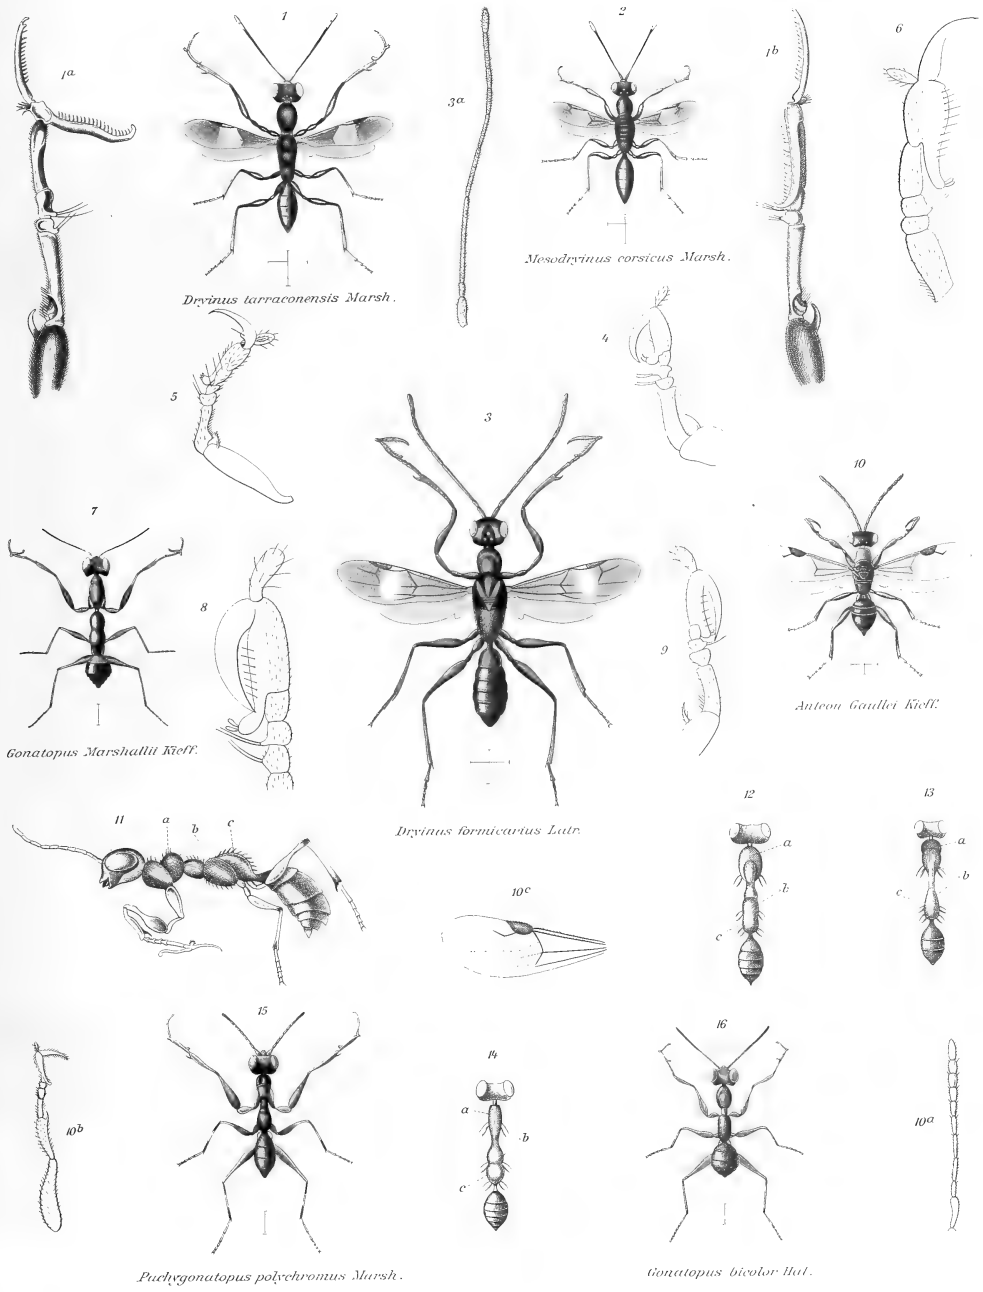 1
2
6
1a
1b
3a
Mesodryinus corsicus Marsh.
Dryinus tarraconensis Marsh.
4
5
3
10
7
8
9
Anteon Gaullei Kieff.
Gonatopus Marshallii Kieff.
12
13
Dryinus formicarius Latr.
11 a b c
a
a
10c
b
b
c
c
15
16
14
10b
a
b
10a
c
Pachygonatopus polychromus Marsh.
Gonatopus bicolor Hal.